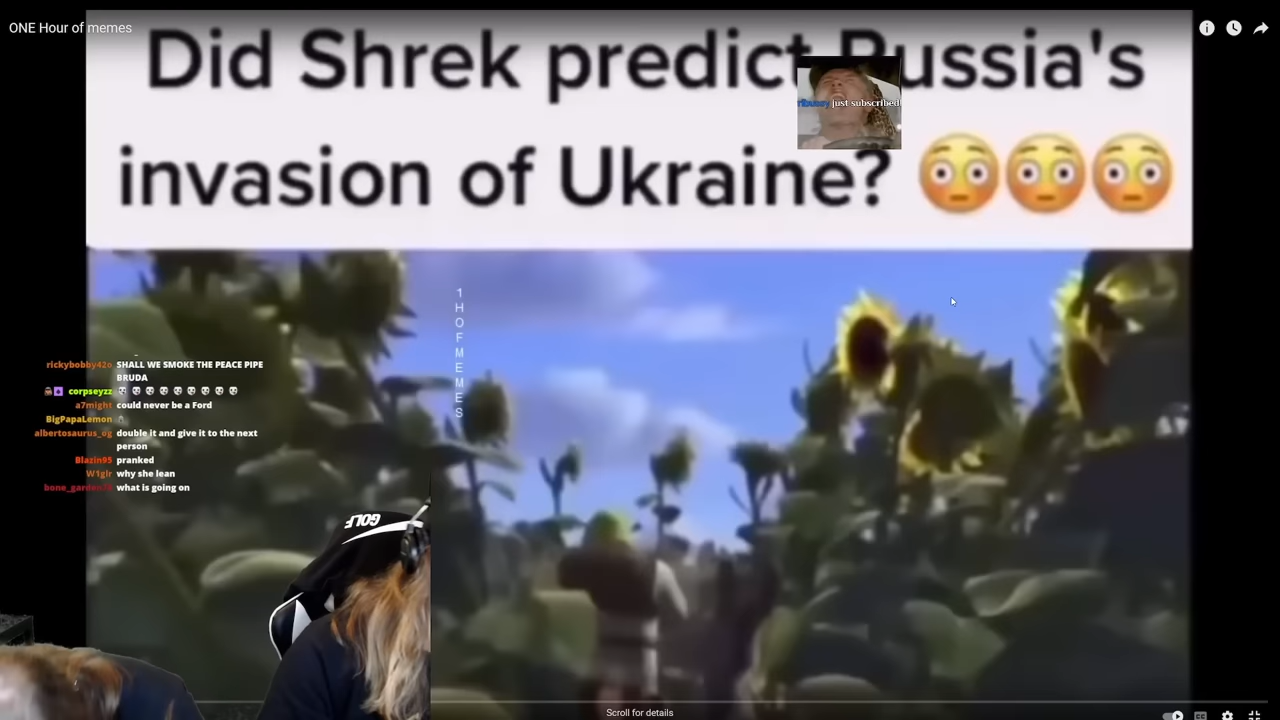 ONE Hour of memes
Did Shrek predict Russia's
just subscribed
invasion of Ukraine? 😳😳😳
1HOFMEMES
rickybobby420 SHALL WE SMOKE THE PEACE PIPE
BRUDA
corpseyzz
a7might could never be a Ford
BigPapaLemon
albertosaurus_og double it and give it to the next
person
Blazin95 pranked
W1glr why she lean
what is going on
GOLF
Scroll for details